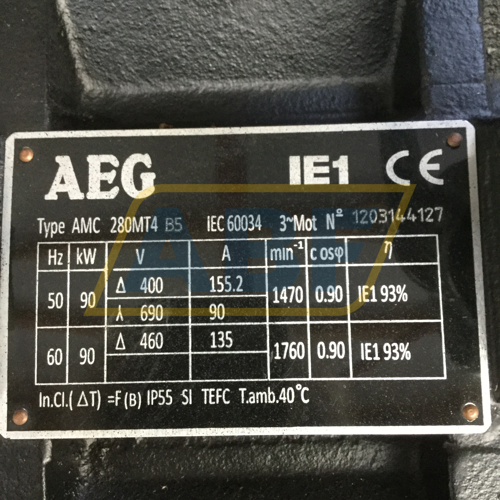 AEG IE1 CE
Type AMC 280MT4 B5 IEC 60034 3~Mot Nº 1203144127
Hz kW V A min⁻¹ cosφ η
50 90 Δ 400 155.2 1470 0.90 IE1 93%
⅄ 690 90
60 90 Δ 460 135 1760 0.90 IE1 93%
In.Cl.(ΔT) =F(B) IP55 SI TEFC T.amb.40°C